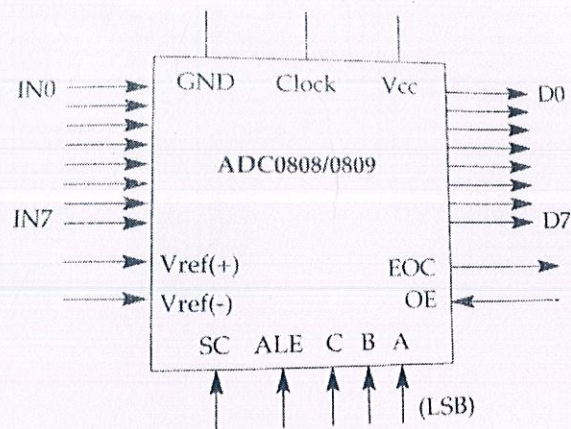 GND Clock Vcc
IN0 D0
ADC0808/0809
IN7 D7
Vref(+) EOC
Vref(-) OE
SC ALE C B A
(LSB)